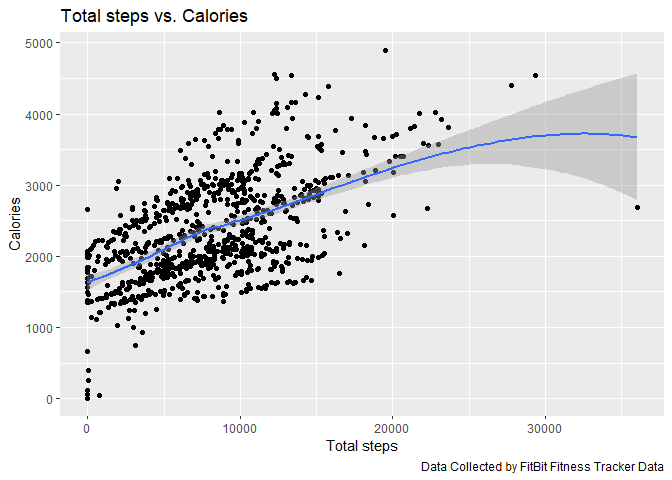 Total steps vs. Calories
5000
4000
3000
2000
1000
0
Calories
0 10000 20000 30000
Total steps
Data Collected by FitBit Fitness Tracker Data